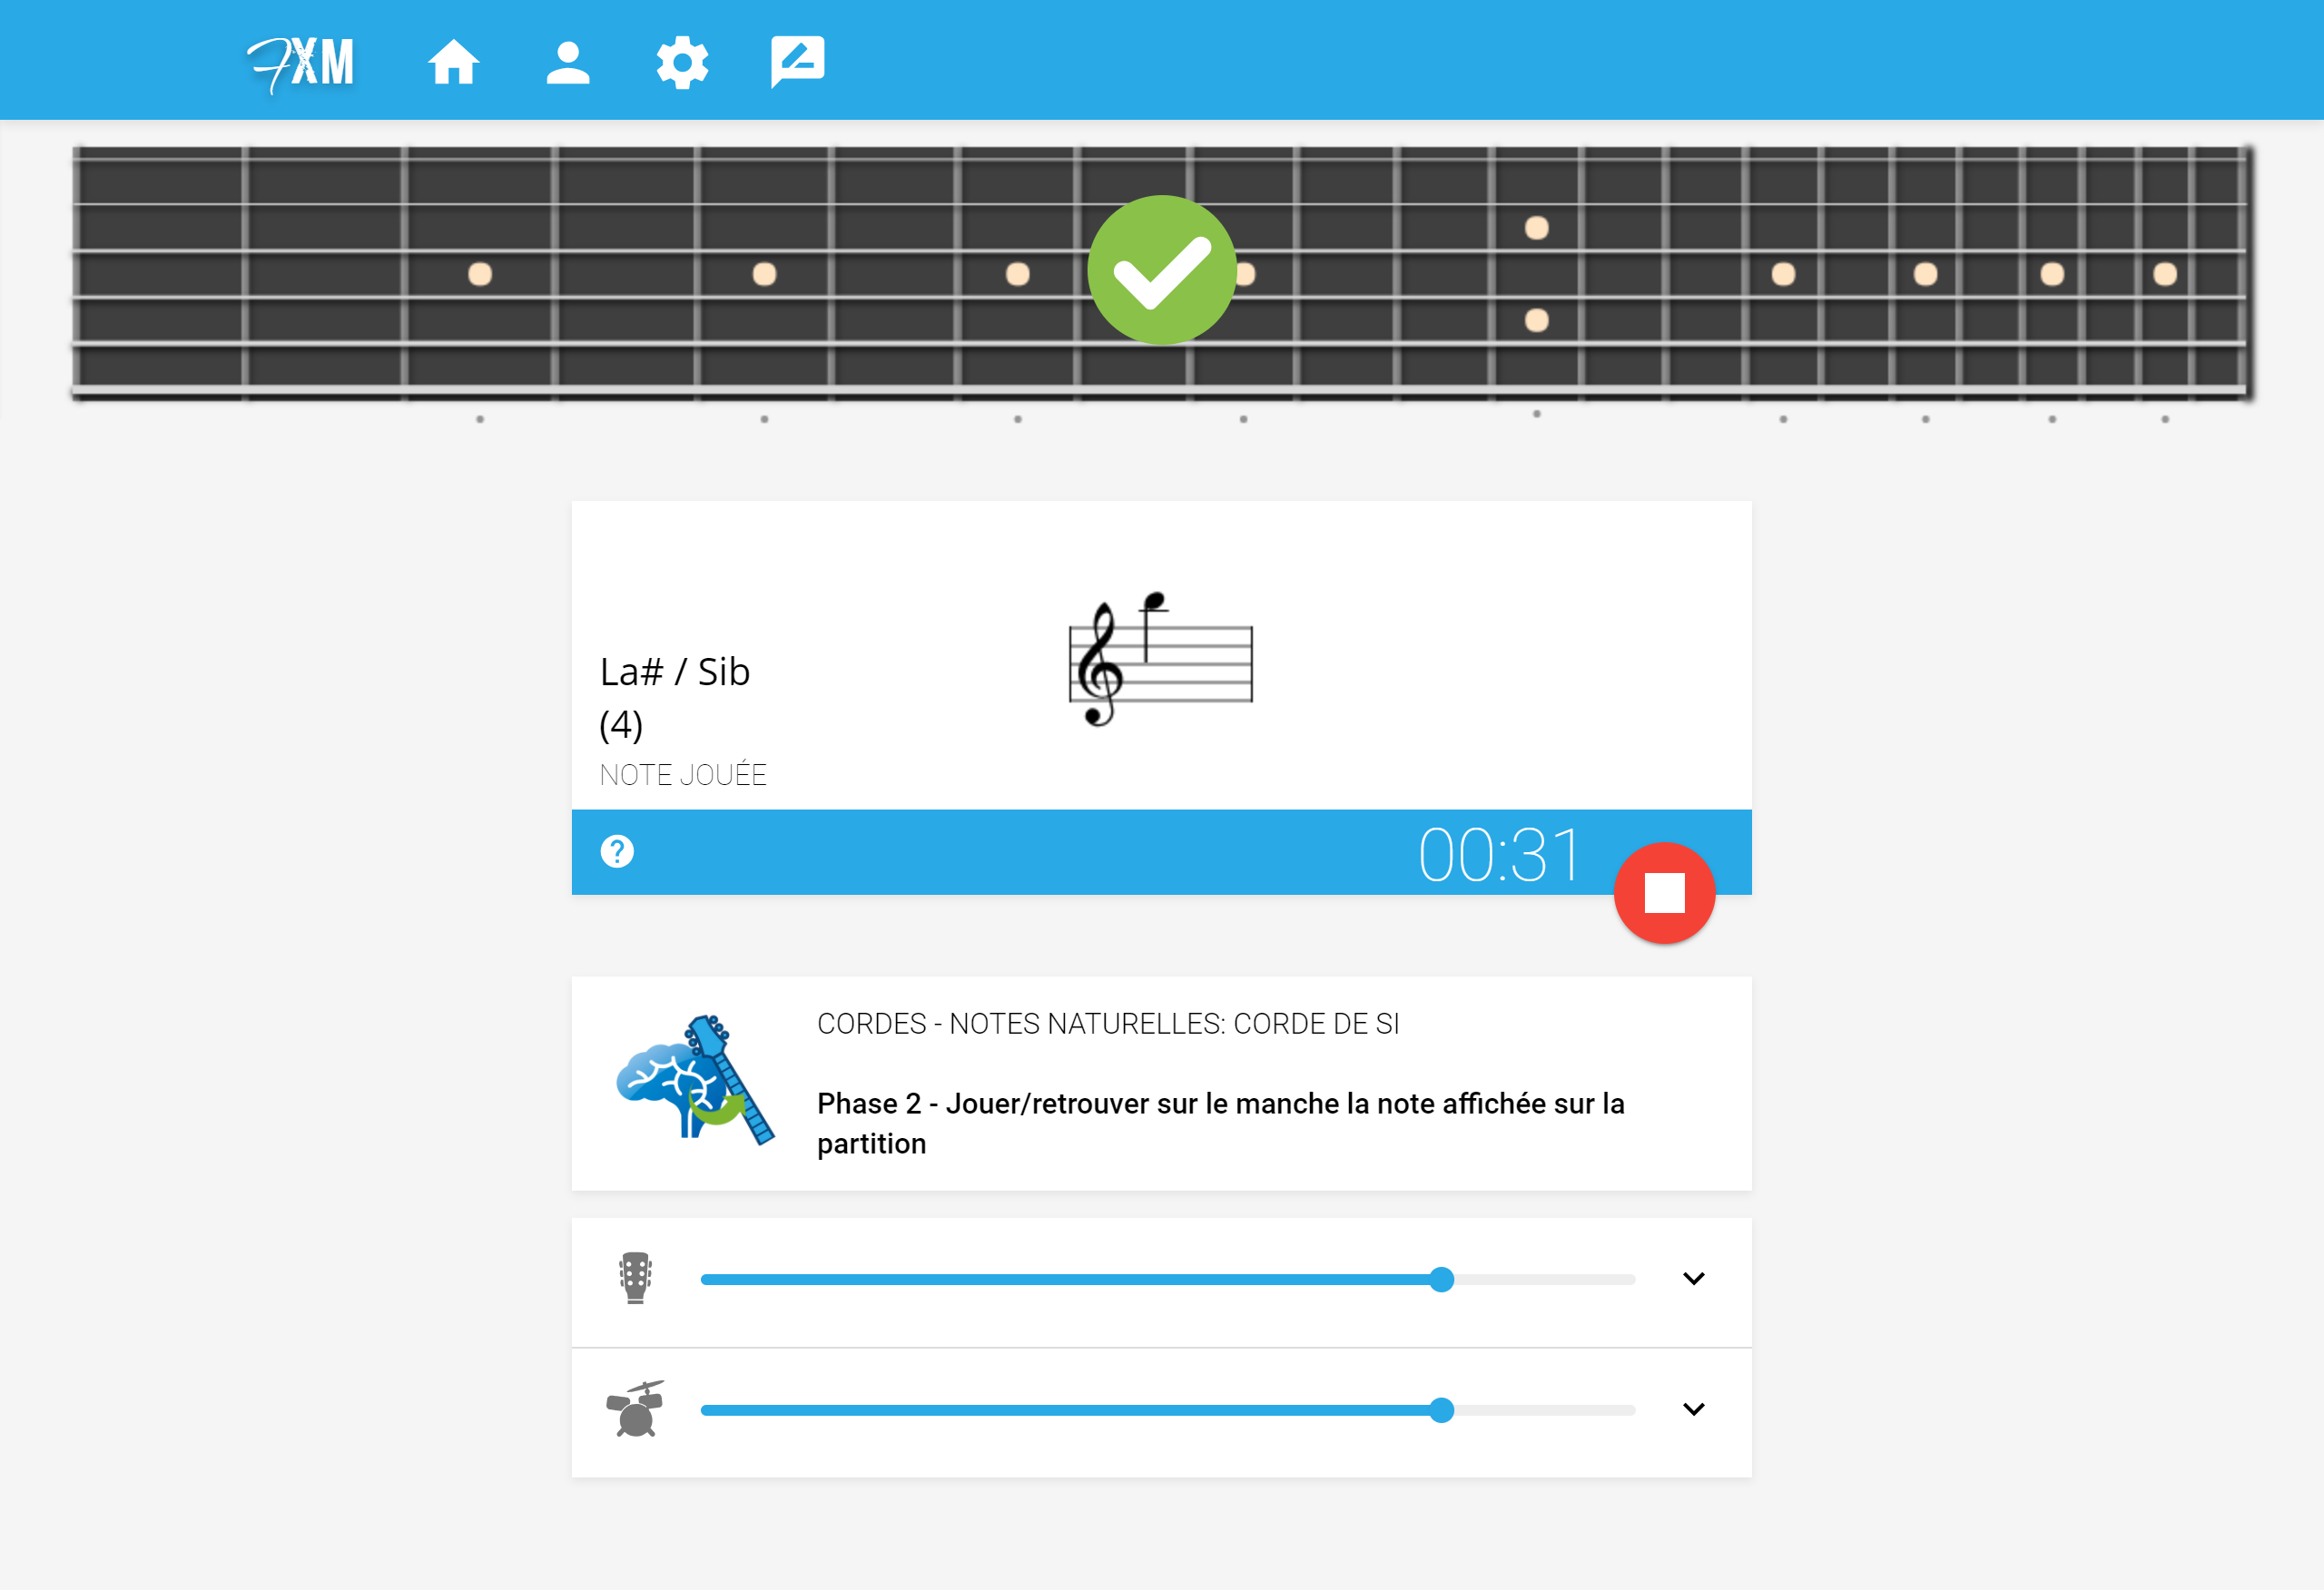 FXM
La# / Sib
(4)
NOTE JOUÉE
00:31
CORDES - NOTES NATURELLES: CORDE DE SI
Phase 2 - Jouer/retrouver sur le manche la note affichée sur la
partition